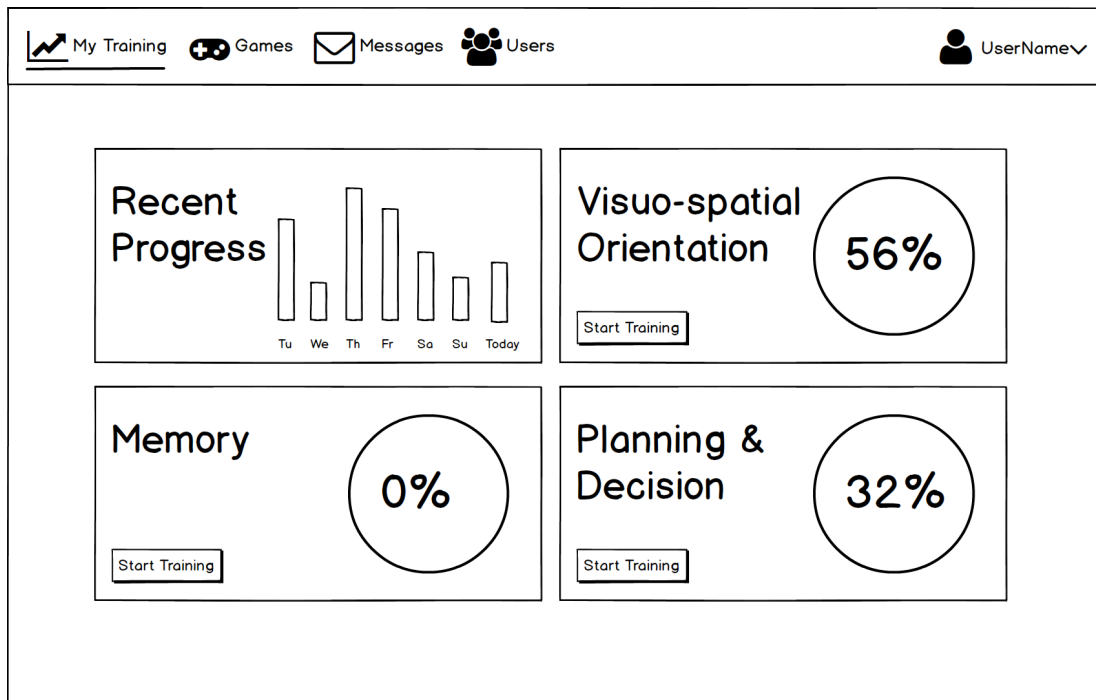 My Training Games Messages Users UserName
Recent
Progress
Tu We Th Fr Sa Su Today
Visuo-spatial
Orientation
56%
Start Training
Memory
0%
Start Training
Planning &
Decision
32%
Start Training